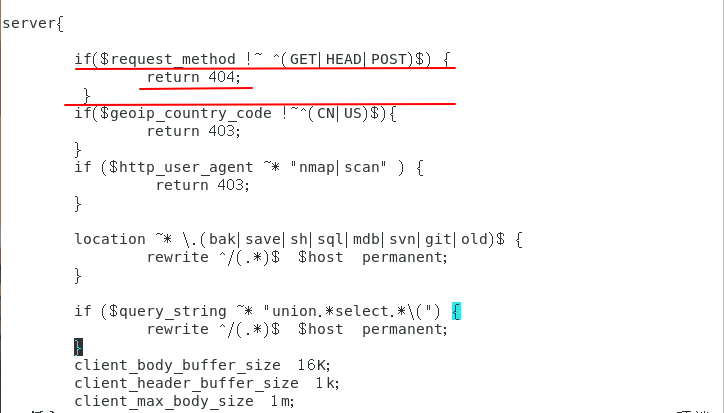 server{
if($request_method !~ ^(GET|HEAD|POST)$) {
return 404;
}
if($geoip_country_code !~^(CN|US)$){
return 403;
}
if ($http_user_agent ~* "nmap|scan" ) {
return 403;
}
location ~* \.(bak|save|sh|sql|mdb|svn|git|old)$ {
rewrite ^/(.*)$  $host  permanent;
}
if ($query_string ~* "union.*select.*\(") {
rewrite ^/(.*)$  $host  permanent;
}
client_body_buffer_size  16K;
client_header_buffer_size  1k;
client_max_body_size  1m;